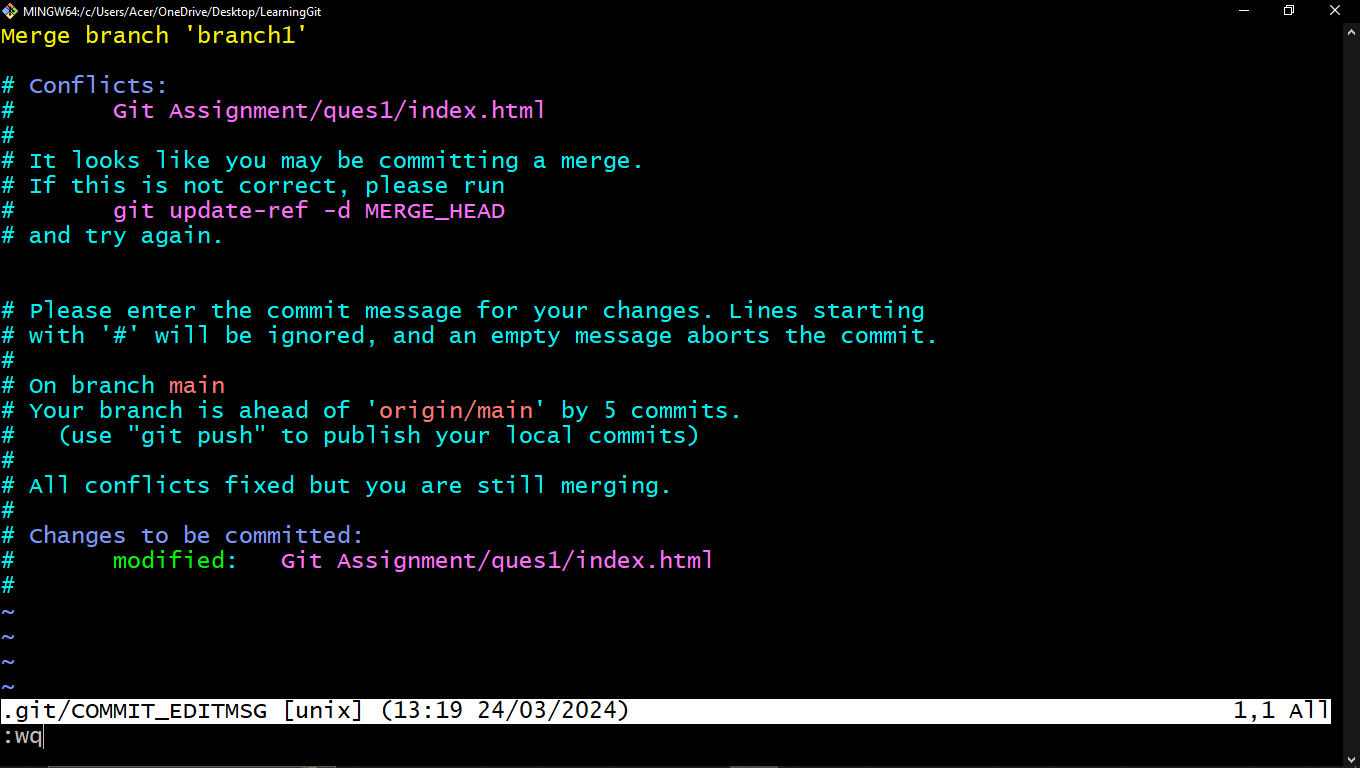 MINGW64:/c/Users/Acer/OneDrive/Desktop/LearningGit
Merge branch 'branch1'
# Conflicts:
#       Git Assignment/ques1/index.html
#
# It looks like you may be committing a merge.
# If this is not correct, please run
#       git update-ref -d MERGE_HEAD
# and try again.
# Please enter the commit message for your changes. Lines starting
# with '#' will be ignored, and an empty message aborts the commit.
#
# On branch main
# Your branch is ahead of 'origin/main' by 5 commits.
#   (use "git push" to publish your local commits)
#
# All conflicts fixed but you are still merging.
#
# Changes to be committed:
#       modified:   Git Assignment/ques1/index.html
#
~
~
~
~
.git/COMMIT_EDITMSG [unix] (13:19 24/03/2024) 1,1 All
:wq